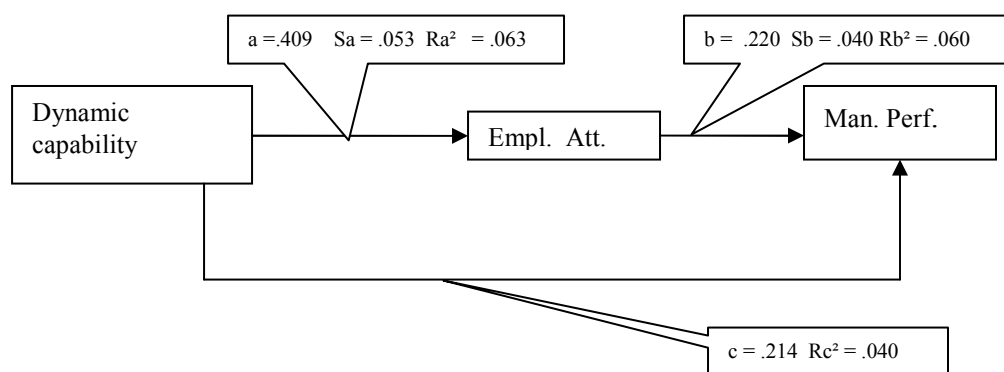 a =.409 Sa = .053 Ra² = .063
b = .220 Sb = .040 Rb² = .060
Dynamic
capability
Empl. Att.
Man. Perf.
c = .214 Rc² = .040